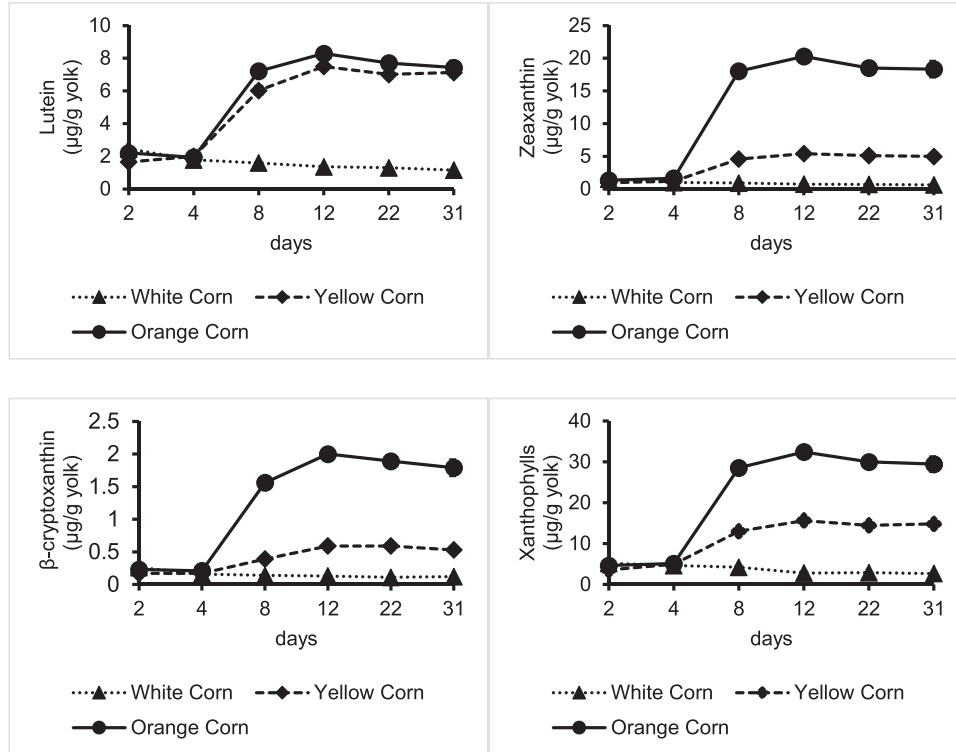 Lutein
(µg/g yolk)
10
8
6
4
2
0
2 4 8 12 22 31
days
White Corn Yellow Corn
Orange Corn
Zeaxanthin
(µg/g yolk)
25
20
15
10
5
0
2 4 8 12 22 31
days
White Corn Yellow Corn
Orange Corn
β-cryptoxanthin
(µg/g yolk)
2.5
2
1.5
1
0.5
0
2 4 8 12 22 31
days
White Corn Yellow Corn
Orange Corn
Xanthophylls
(µg/g yolk)
40
30
20
10
0
2 4 8 12 22 31
days
White Corn Yellow Corn
Orange Corn